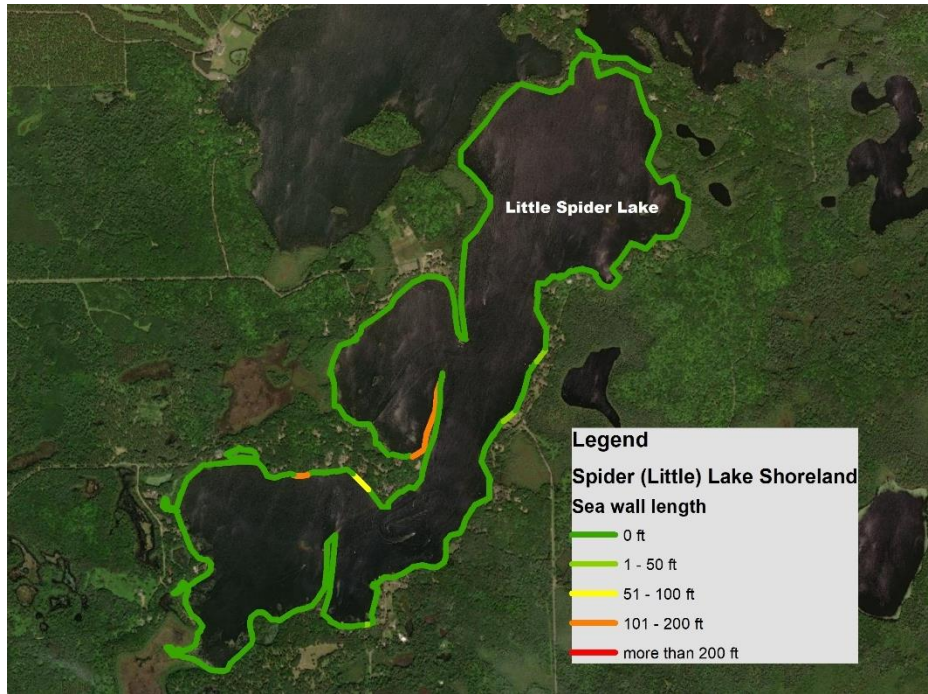 Little Spider Lake
Legend
Spider (Little) Lake Shoreland
Sea wall length
0 ft
1 - 50 ft
51 - 100 ft
101 - 200 ft
more than 200 ft